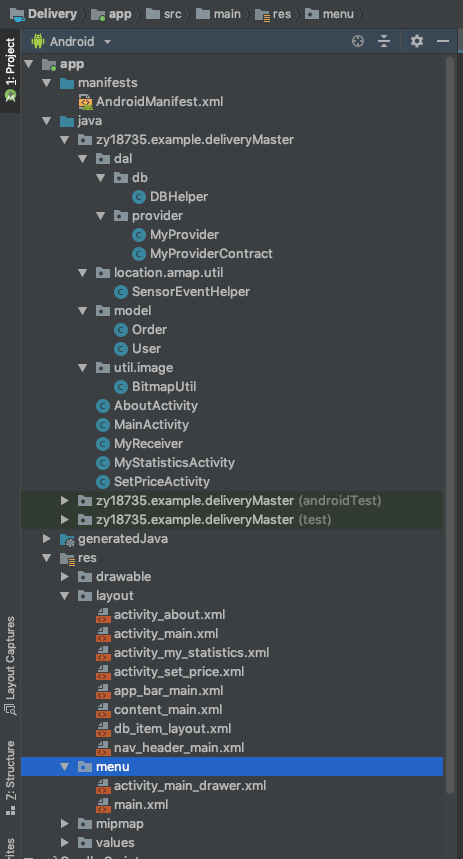 Delivery app src main res menu
Android
1: Project
app
manifests
AndroidManifest.xml
java
zy18735.example.deliveryMaster
dal
db
DBHelper
provider
MyProvider
MyProviderContract
location.amap.util
SensorEventHelper
model
Order
User
util.image
BitmapUtil
AboutActivity
MainActivity
MyReceiver
MyStatisticsActivity
SetPriceActivity
zy18735.example.deliveryMaster (androidTest)
zy18735.example.deliveryMaster (test)
generatedJava
res
drawable
layout
activity_about.xml
activity_main.xml
activity_my_statistics.xml
activity_set_price.xml
app_bar_main.xml
content_main.xml
db_item_layout.xml
nav_header_main.xml
menu
activity_main_drawer.xml
main.xml
mipmap
values
Layout Captures
Z: Structure